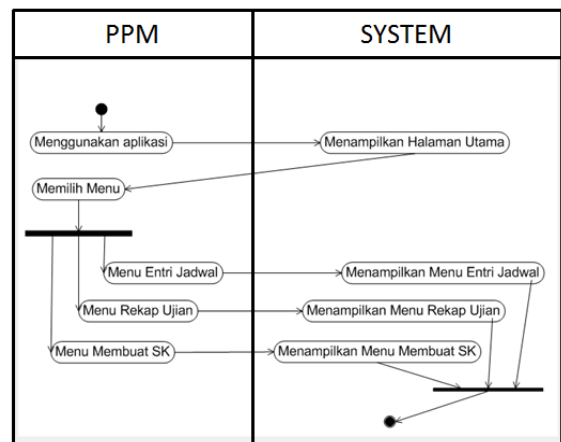 PPM
SYSTEM
Menggunakan aplikasi
Menampilkan Halaman Utama
Memilih Menu
Menu Entri Jadwal
Menampilkan Menu Entri Jadwal
Menu Rekap Ujian
Menampilkan Menu Rekap Ujian
Menu Membuat SK
Menampilkan Menu Membuat SK